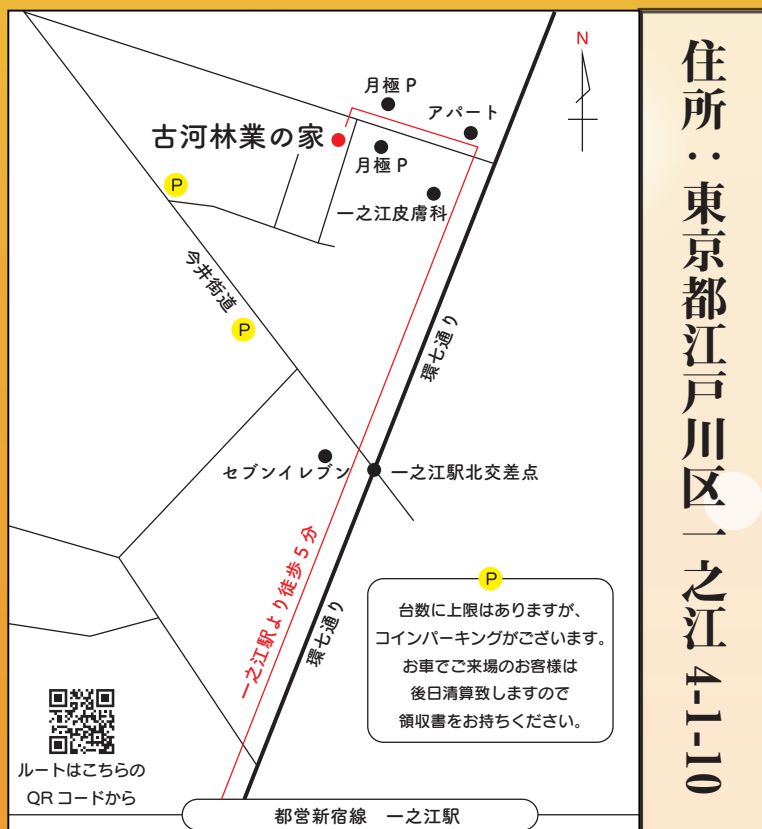 N
月極 P
アパート
古河林業の家
月極 P
P
一之江皮膚科
今井街道
P
環七通り
セブンイレブン
一之江駅北交差点
一之江駅より徒歩 5 分
環七通り
P
台数に上限はありますが、
コインパーキングがございます。
お車でご来場のお客様は
後日清算致しますので
領収書をお持ちください。
ルートはこちらの
QR コードから
都営新宿線　一之江駅
住所：東京都江戸川区一之江 4-1-10